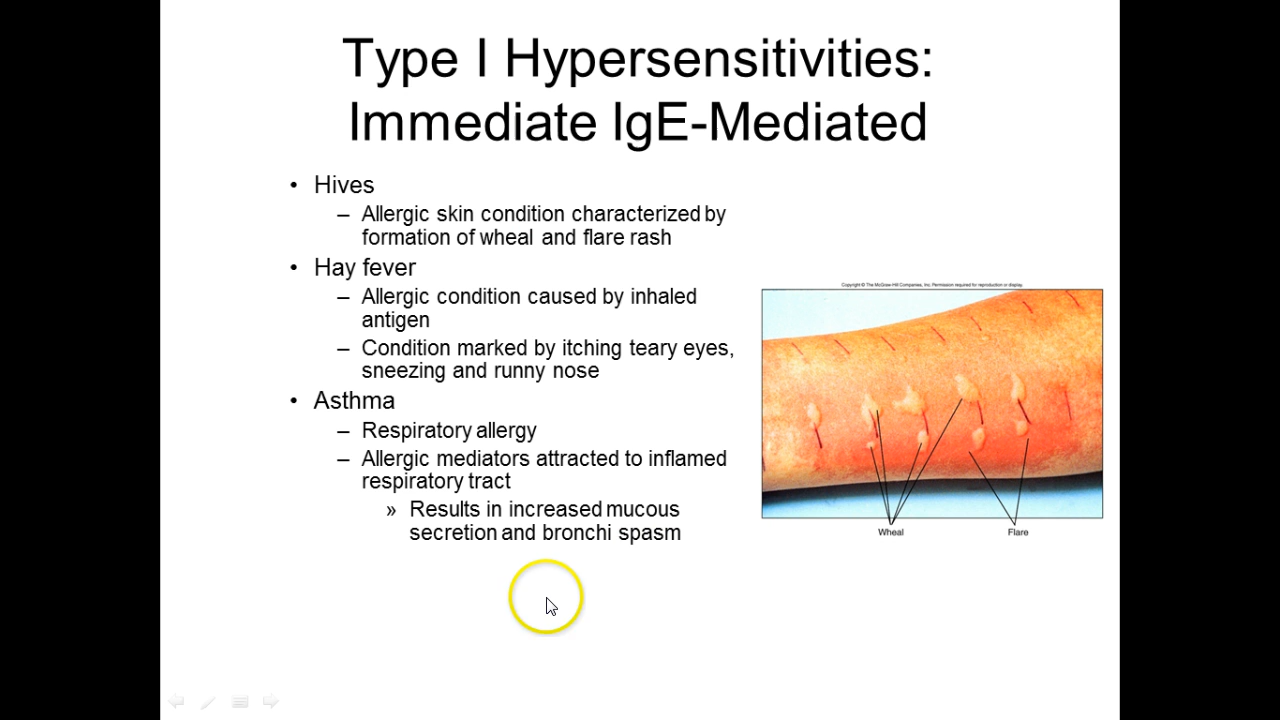 Type I Hypersensitivities:
Immediate IgE-Mediated
• Hives
– Allergic skin condition characterized by
formation of wheal and flare rash
• Hay fever
– Allergic condition caused by inhaled
antigen
– Condition marked by itching teary eyes,
sneezing and runny nose
• Asthma
– Respiratory allergy
– Allergic mediators attracted to inflamed
respiratory tract
» Results in increased mucous
secretion and bronchi spasm
Copyright © The McGraw-Hill Companies, Inc. Permission required for reproduction or display.
Wheal
Flare